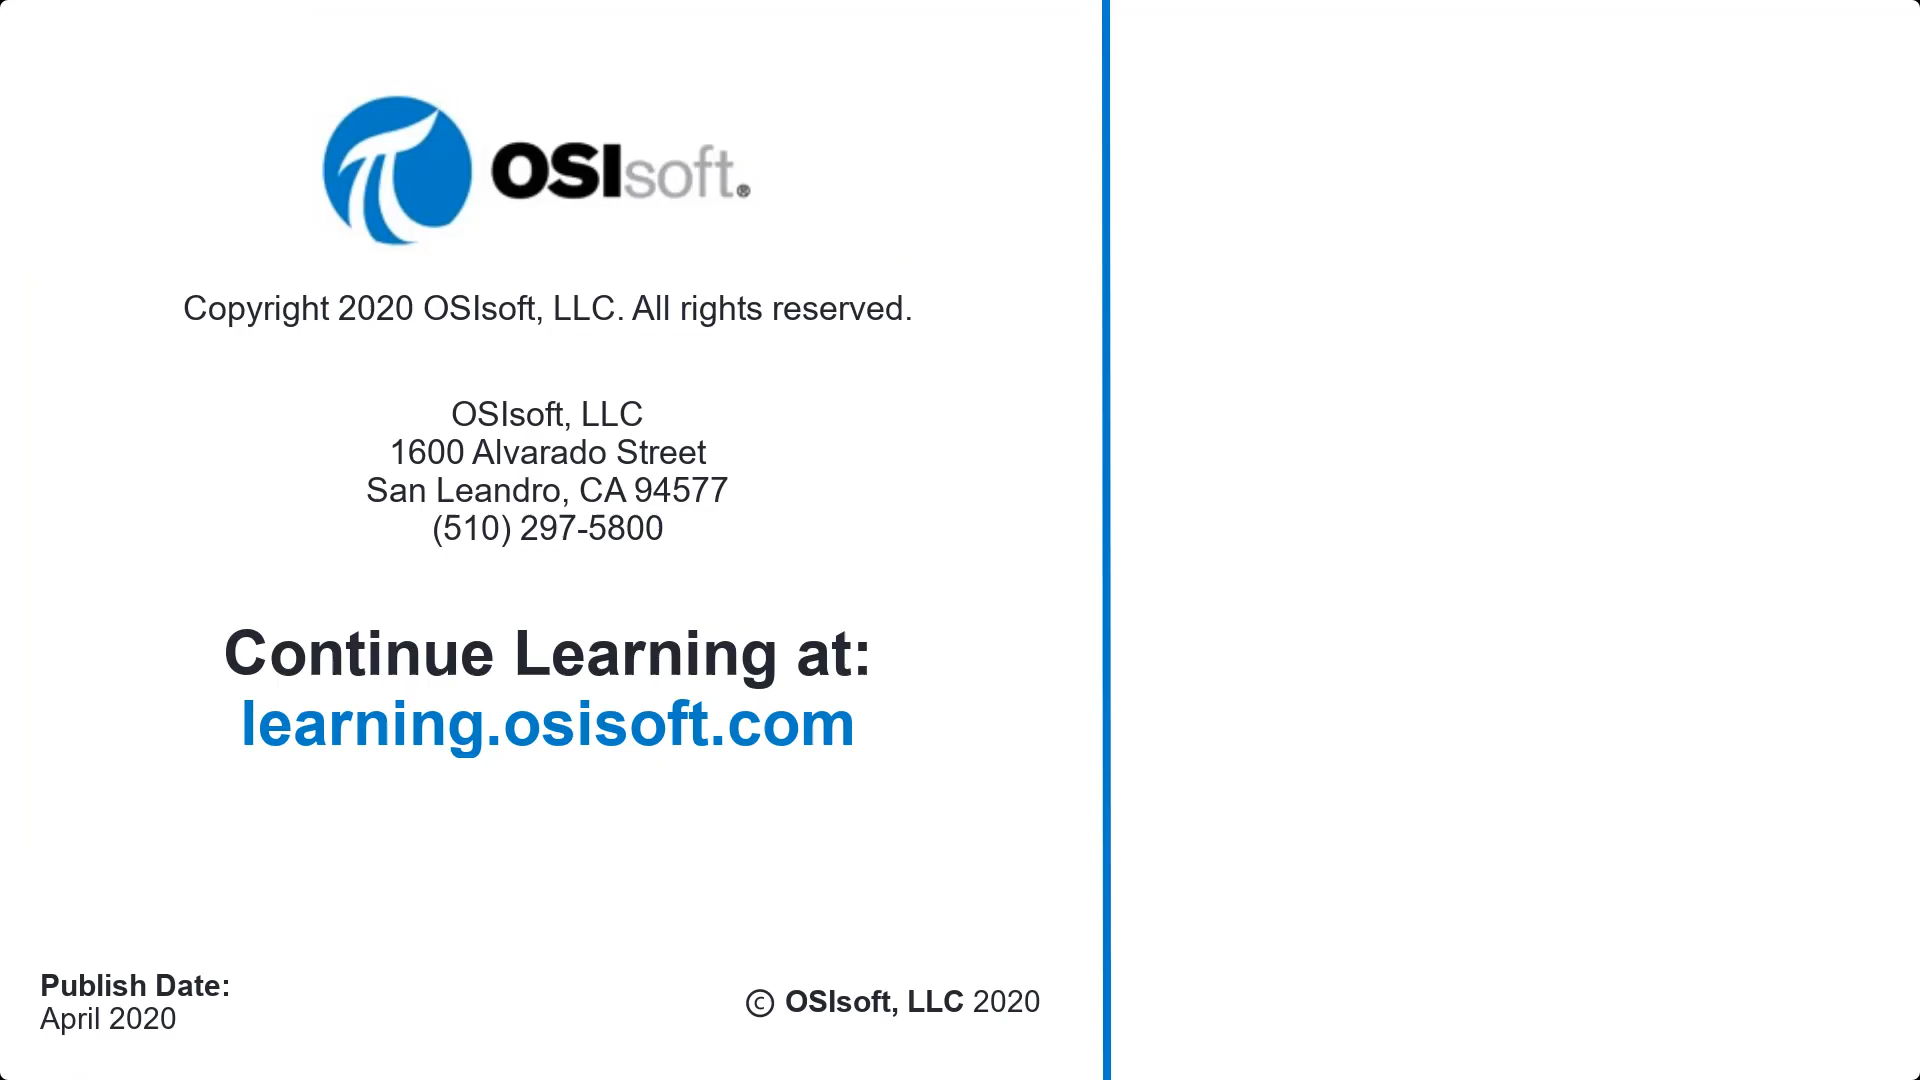 OSIsoft®
Copyright 2020 OSIsoft, LLC. All rights reserved.
OSIsoft, LLC
1600 Alvarado Street
San Leandro, CA 94577
(510) 297-5800
Continue Learning at:
learning.osisoft.com
Publish Date:
April 2020
© OSIsoft, LLC 2020